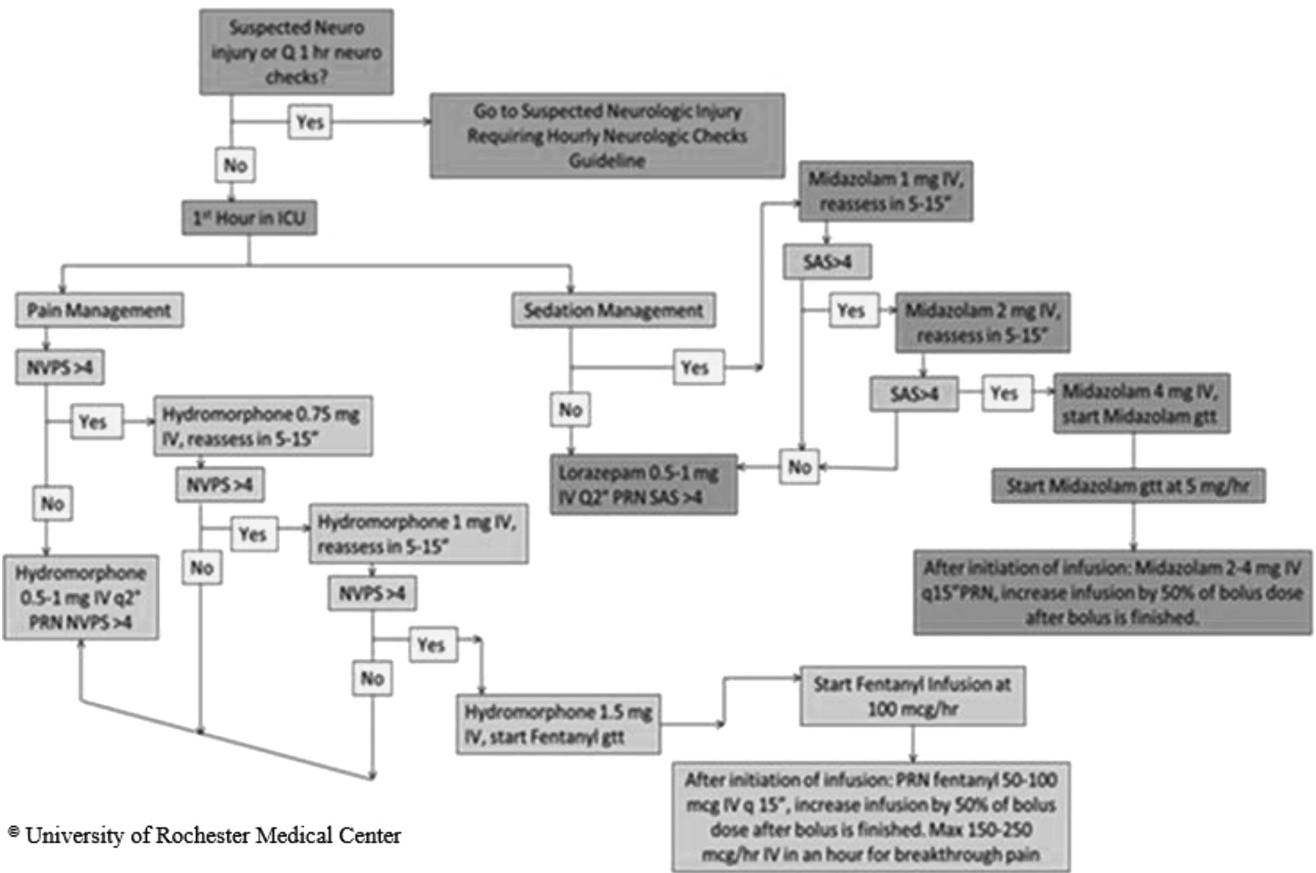 Suspected Neuro
injury or Q 1 hr neuro
checks?
Yes
Go to Suspected Neurologic Injury
Requiring Hourly Neurologic Checks
Guideline
No
1st Hour in ICU
Pain Management
NVPS >4
Yes
Hydromorphone 0.75 mg
IV, reassess in 5-15"
No
NVPS >4
Yes
Hydromorphone 1 mg IV,
reassess in 5-15"
No
Hydromorphone
0.5-1 mg IV q2°
PRN NVPS >4
NVPS >4
Yes
No
Hydromorphone 1.5 mg
IV, start Fentanyl gtt
Start Fentanyl Infusion at
100 mcg/hr
After initiation of infusion: PRN fentanyl 50-100
mcg IV q 15", increase infusion by 50% of bolus
dose after bolus is finished. Max 150-250
mcg/hr IV in an hour for breakthrough pain
Sedation Management
Yes
No
Lorazepam 0.5-1 mg
IV Q2° PRN SAS >4
Midazolam 1 mg IV,
reassess in 5-15"
SAS>4
Yes
Midazolam 2 mg IV,
reassess in 5-15"
No
SAS>4
Yes
Midazolam 4 mg IV,
start Midazolam gtt
Start Midazolam gtt at 5 mg/hr
After initiation of infusion: Midazolam 2-4 mg IV
q15"PRN, increase infusion by 50% of bolus dose
after bolus is finished.
© University of Rochester Medical Center